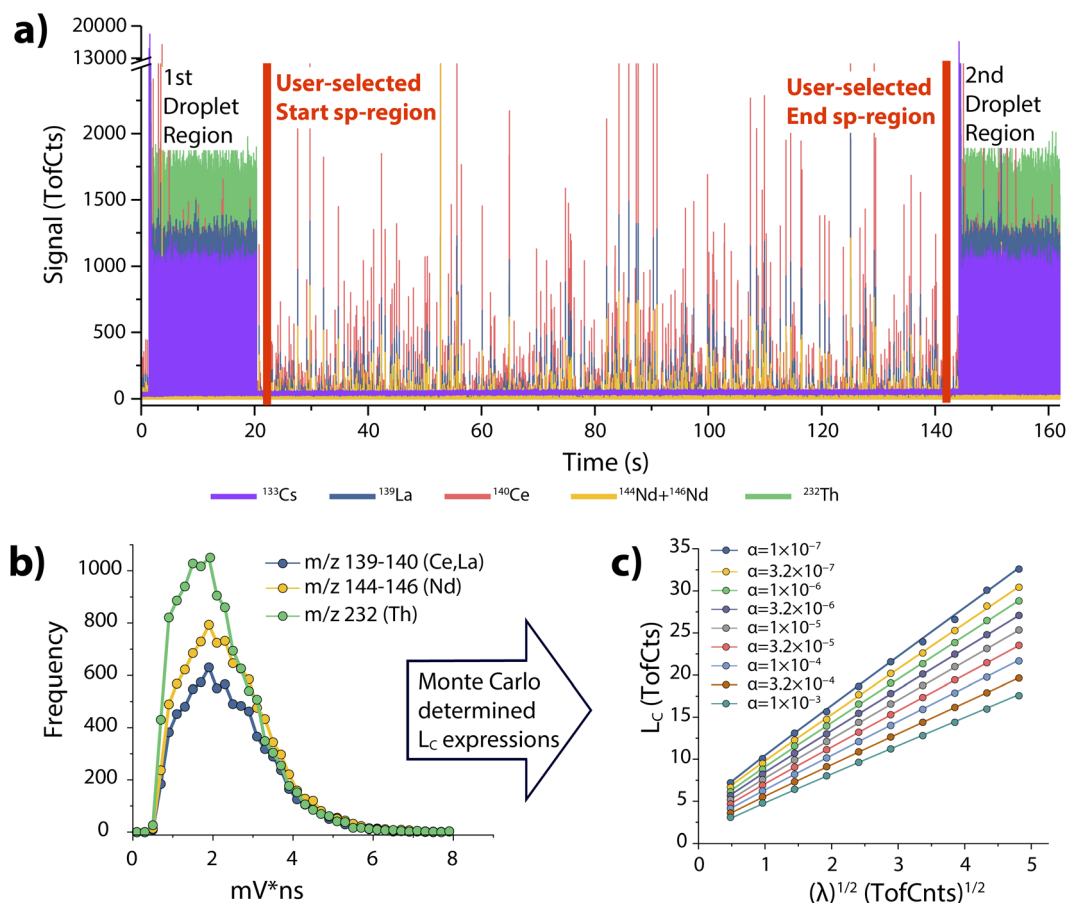 a)
20000
13000
2000
1500
1000
500
0
Signal (TofCts)
1st
Droplet
Region
User-selected
Start sp-region
User-selected
End sp-region
2nd
Droplet
Region
0 20 40 60 80 100 120 140 160
Time (s)
¹³³Cs ¹³⁹La ¹⁴⁰Ce ¹⁴⁴Nd+¹⁴⁶Nd ²³²Th
b)
1000
800
600
400
200
0
Frequency
m/z 139-140 (Ce,La)
m/z 144-146 (Nd)
m/z 232 (Th)
0 2 4 6 8
mV*ns
Monte Carlo
determined
L_C expressions
c)
35
30
25
20
15
10
5
0
L_C (TofCts)
α=1×10⁻⁷
α=3.2×10⁻⁷
α=1×10⁻⁶
α=3.2×10⁻⁶
α=1×10⁻⁵
α=3.2×10⁻⁵
α=1×10⁻⁴
α=3.2×10⁻⁴
α=1×10⁻³
0 1 2 3 4 5
(λ)¹ᐟ² (TofCnts)¹ᐟ²